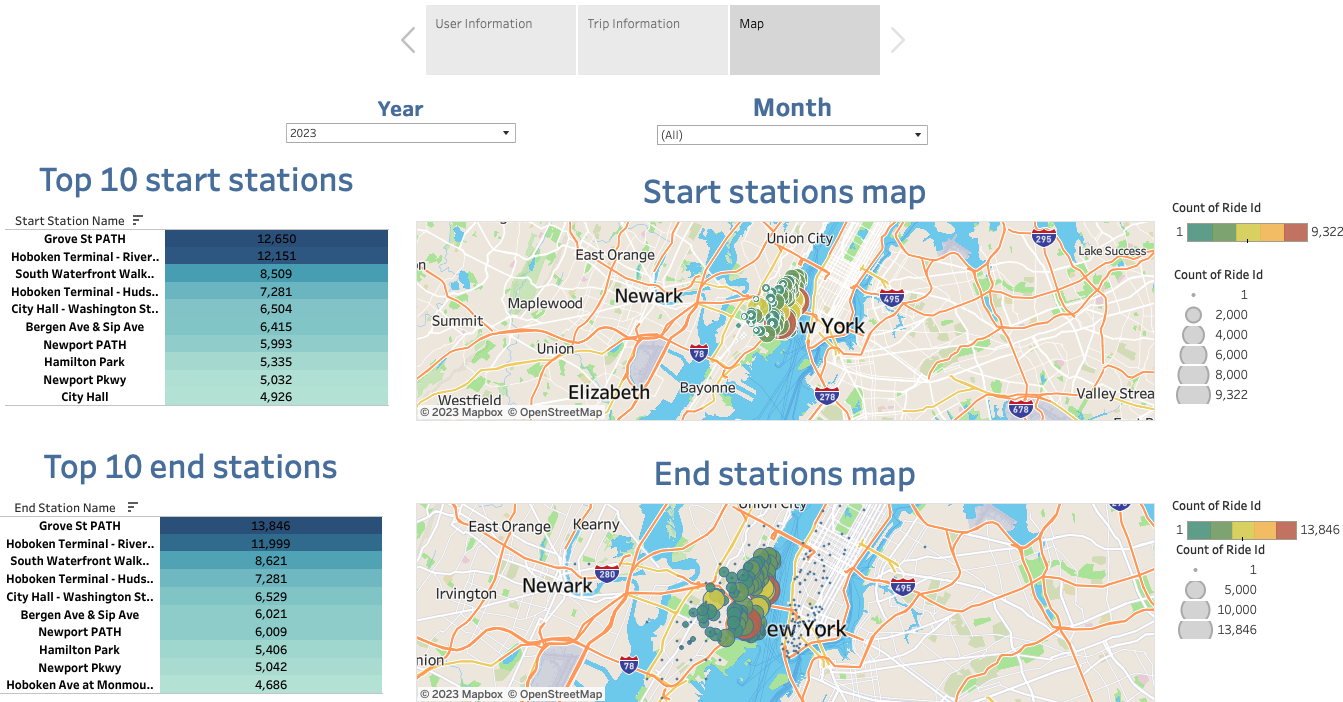 User Information
Trip Information
Map
Year
Month
2023
(All)
Top 10 start stations
Start Station Name
Grove St PATH 12,650
Hoboken Terminal - River.. 12,151
South Waterfront Walk.. 8,509
Hoboken Terminal - Huds.. 7,281
City Hall - Washington St.. 6,504
Bergen Ave & Sip Ave 6,415
Newport PATH 5,993
Hamilton Park 5,335
Newport Pkwy 5,032
City Hall 4,926
Start stations map
Union City
295
East Orange
Lake Success
Newark
495
Maplewood
Summit
w York
Union
78
Elizabeth
Bayonne
278
Valley Strea
Westfield
678
© 2023 Mapbox © OpenStreetMap
Count of Ride Id
1 9,322
Count of Ride Id
1
2,000
4,000
6,000
8,000
9,322
Top 10 end stations
End Station Name
Grove St PATH 13,846
Hoboken Terminal - River.. 11,999
South Waterfront Walk.. 8,621
Hoboken Terminal - Huds.. 7,281
City Hall - Washington St.. 6,529
Bergen Ave & Sip Ave 6,021
Newport PATH 6,009
Hamilton Park 5,406
Newport Pkwy 5,042
Hoboken Ave at Monmou.. 4,686
End stations map
Union City
East Orange
Kearny
280
Newark
495
Irvington
ew York
nion
78
© 2023 Mapbox © OpenStreetMap
Count of Ride Id
1 13,846
Count of Ride Id
1
5,000
10,000
13,846